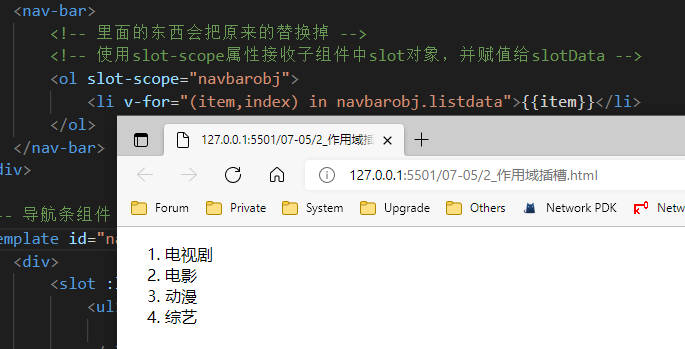 <nav-bar>
<!-- 里面的东西会把原来的替换掉 -->
<!-- 使用slot-scope属性接收子组件中slot对象，并赋值给slotData -->
<ol slot-scope="navbarobj">
<li v-for="(item,index) in navbarobj.listdata">{{item}}</li>
</ol>
</nav-bar>
div>
-- 导航条组件
emplate id="na
<div>
<slot :l
<ul
127.0.0.1:5501/07-05/2_作用域插
127.0.0.1:5501/07-05/2_作用域插槽.html
Forum Private System Upgrade Others Network PDK Netw
1. 电视剧
2. 电影
3. 动漫
4. 综艺